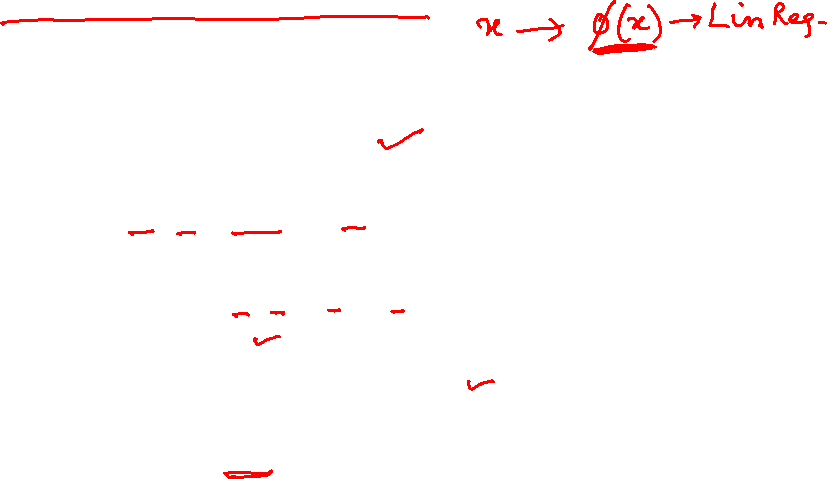 x → φ(x) → Lin Reg.